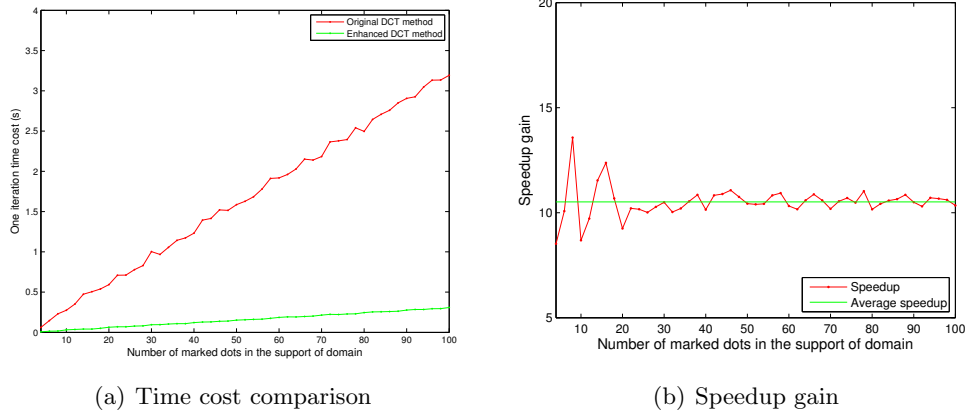 4
3.5
3
2.5
2
1.5
1
0.5
0
10 20 30 40 50 60 70 80 90 100
One iteration time cost (s)
Number of marked dots in the support of domain
Original DCT method
Enhanced DCT method
(a) Time cost comparison
20
15
10
5
10 20 30 40 50 60 70 80 90 100
Speedup gain
Number of marked dots in the support of domain
Speedup
Average speedup
(b) Speedup gain